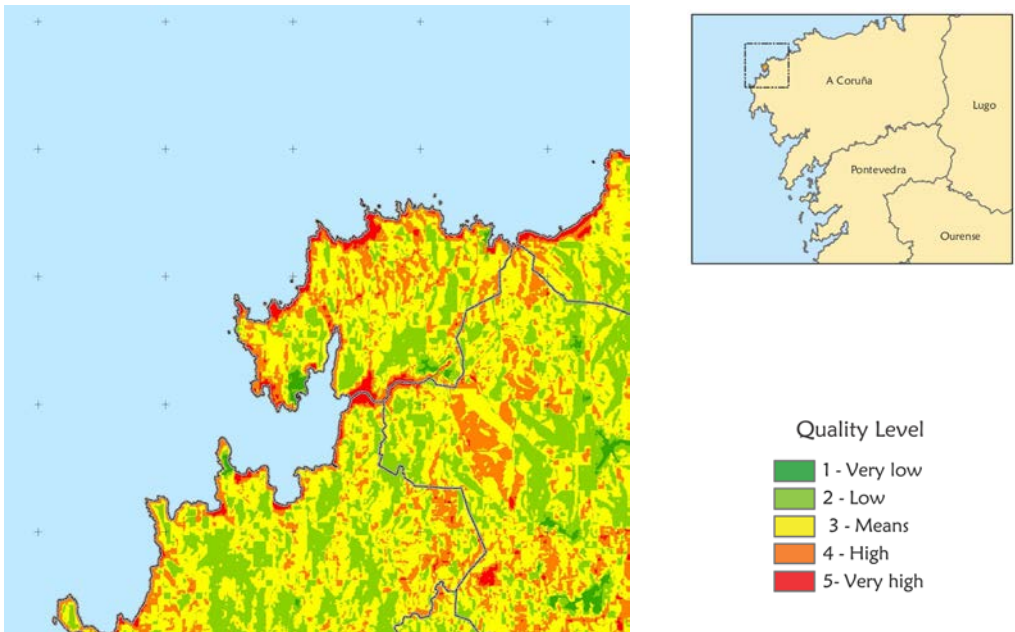 A Coruña
Lugo
Pontevedra
Ourense
Quality Level
1 - Very low
2 - Low
3 - Means
4 - High
5- Very high